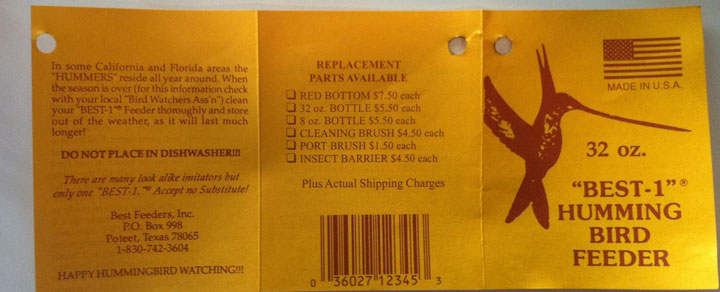 In some California and Florida areas the
"HUMMERS" reside all year around. When
the season is over (for this information check
with your local "Bird Watchers Ass'n") clean
your "BEST-1"® Feeder thoroughly and store
out of the weather, as it will last much
longer!
DO NOT PLACE IN DISHWASHER!!!
There are many look alike imitators but
only one "BEST-1."® Accept no Substitute!
Best Feeders, Inc.
P.O. Box 998
Poteet, Texas 78065
1-830-742-3604
HAPPY HUMMINGBIRD WATCHING!!!
REPLACEMENT
PARTS AVAILABLE
☐ RED BOTTOM $7.50 each
☐ 32 oz. BOTTLE $5.50 each
☐ 8 oz. BOTTLE $5.50 each
☐ CLEANING BRUSH $4.50 each
☐ PORT BRUSH $1.50 each
☐ INSECT BARRIER $4.50 each
Plus Actual Shipping Charges
0 36027 12345 3
MADE IN U.S.A.
32 oz.
"BEST-1"®
HUMMING
BIRD
FEEDER